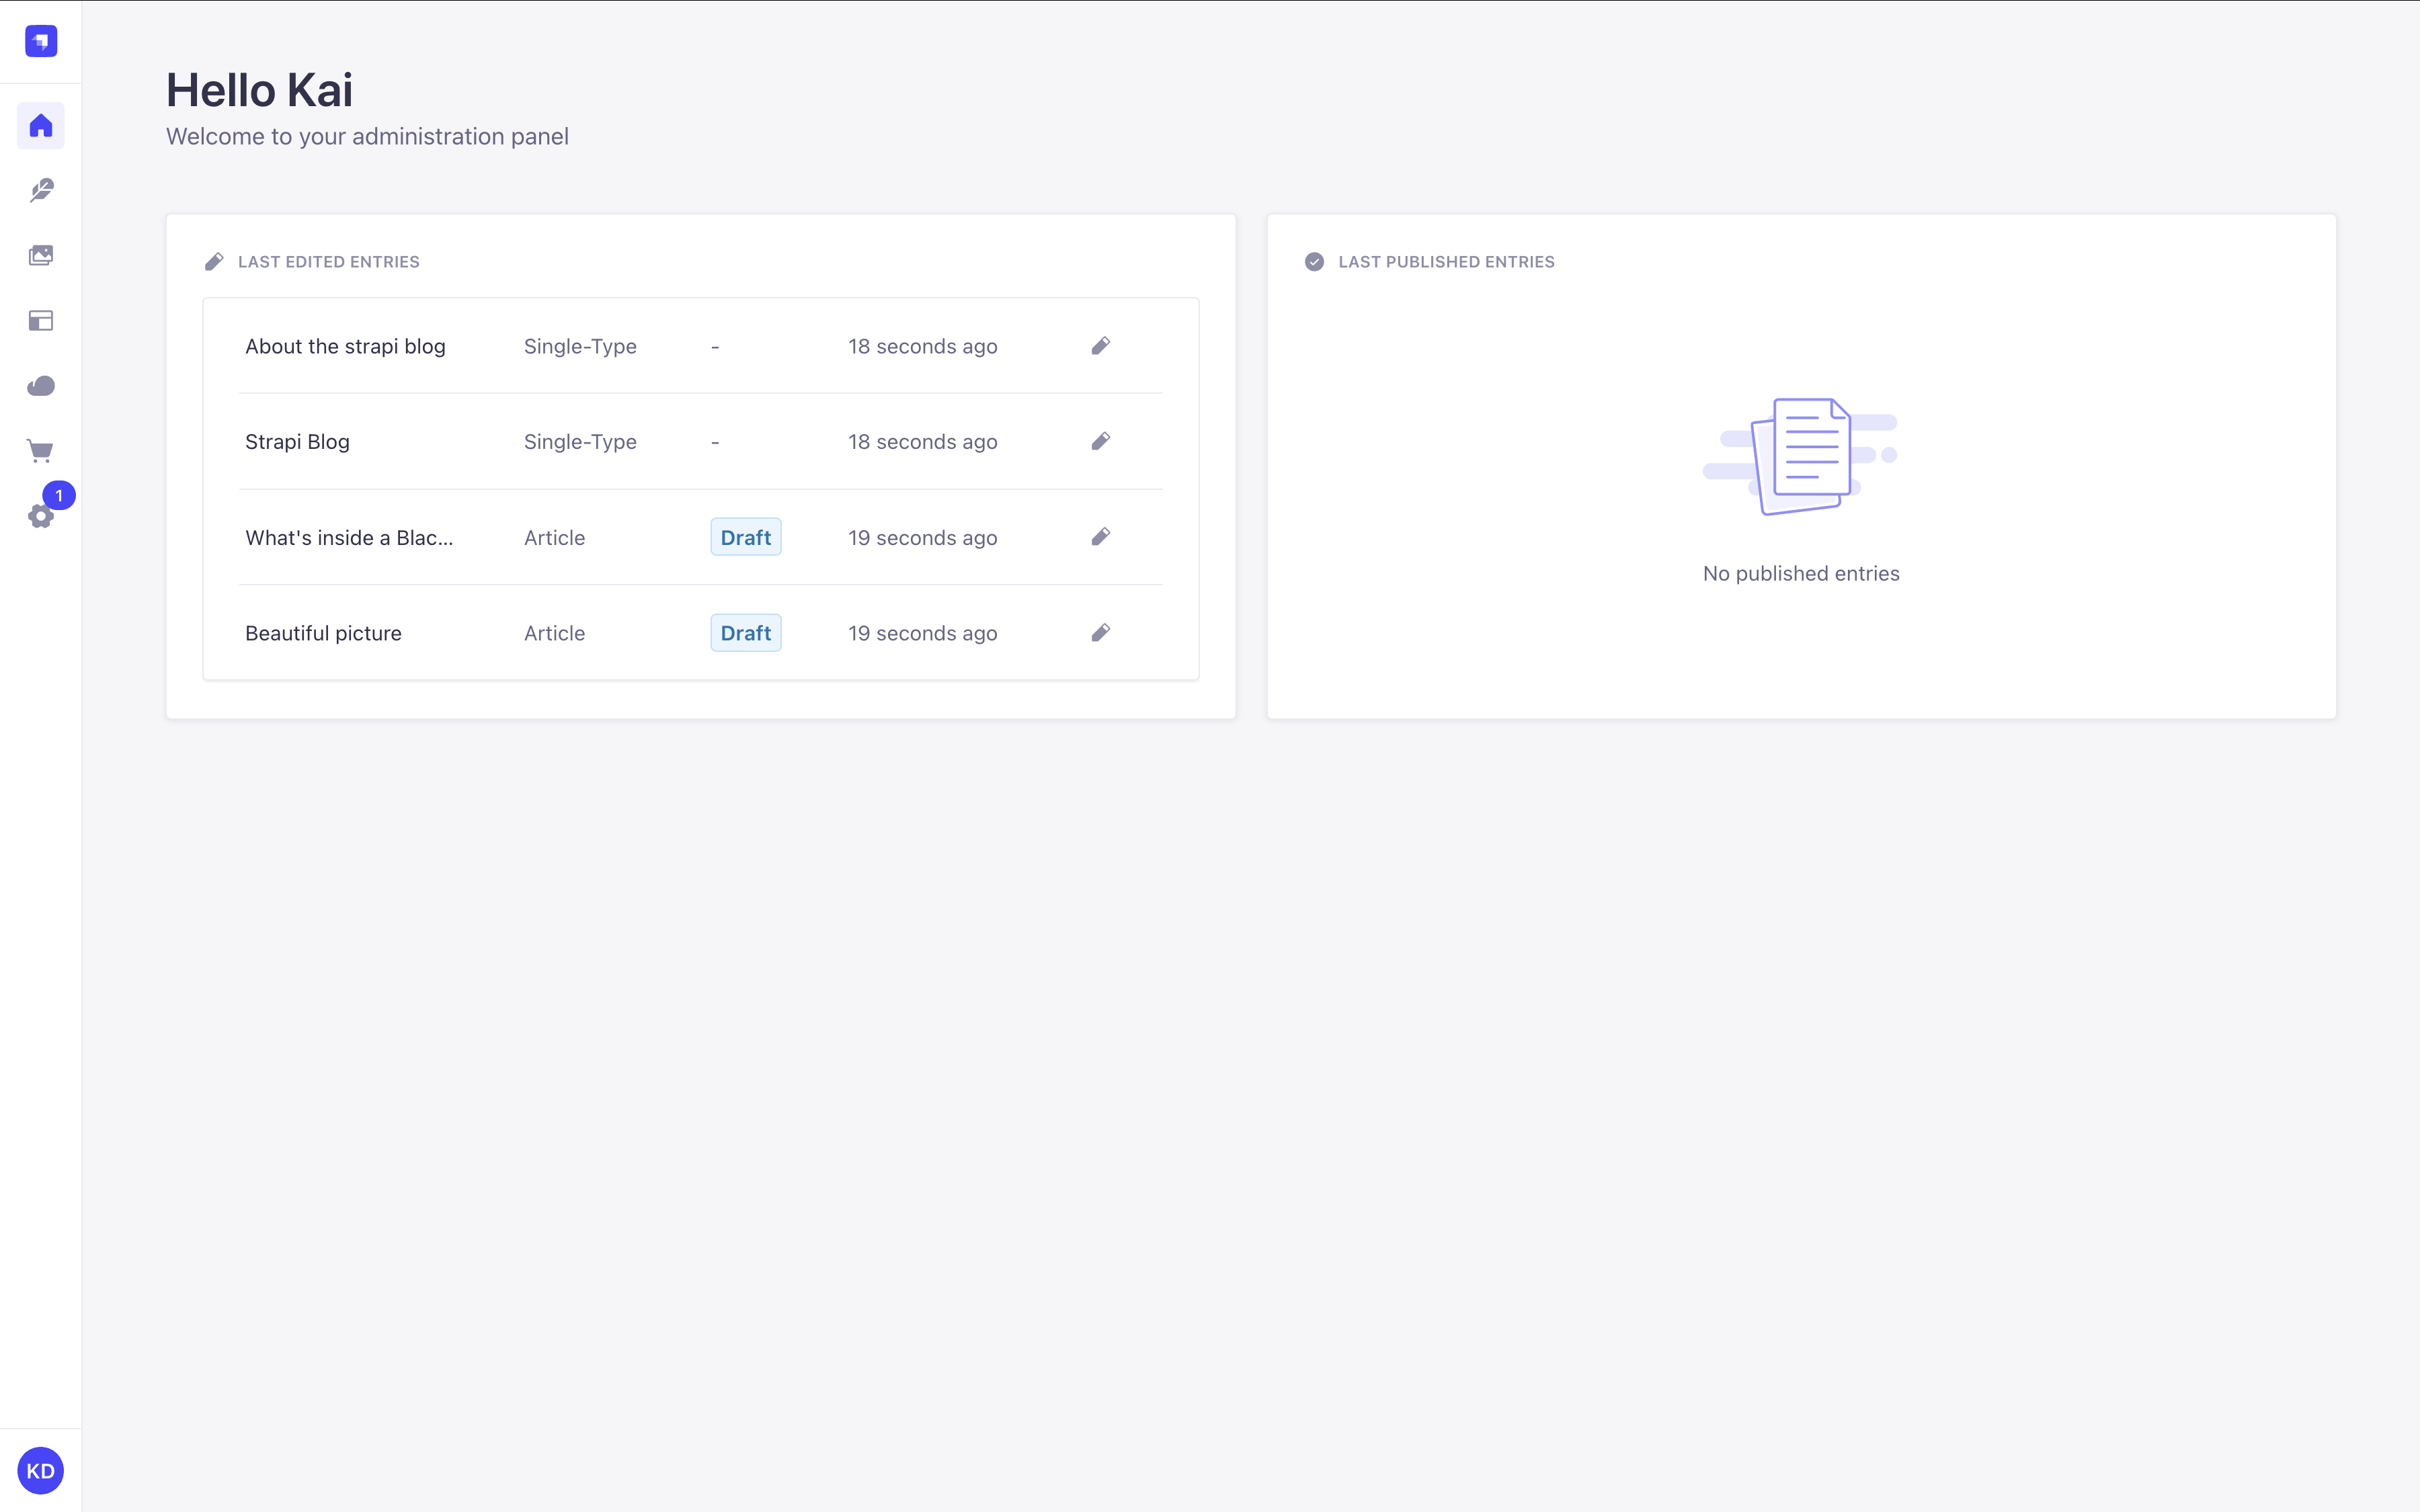 Hello Kai
Welcome to your administration panel
LAST EDITED ENTRIES
About the strapi blog Single-Type - 18 seconds ago
Strapi Blog Single-Type - 18 seconds ago
What's inside a Blac... Article Draft 19 seconds ago
Beautiful picture Article Draft 19 seconds ago
LAST PUBLISHED ENTRIES
No published entries
1
KD